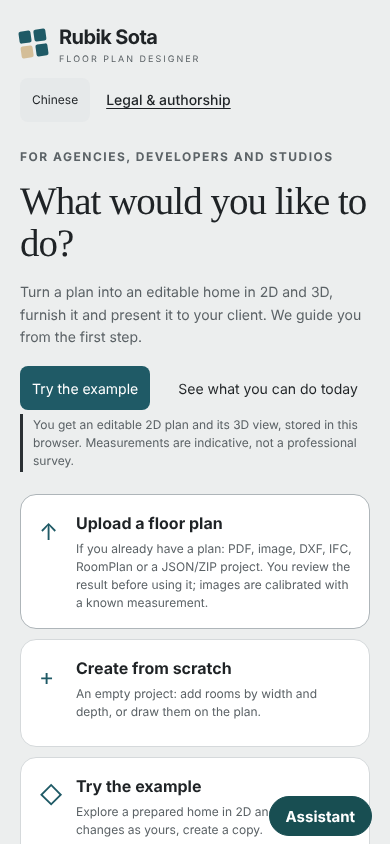 Rubik Sota
FLOOR PLAN DESIGNER
Chinese
Legal & authorship
FOR AGENCIES, DEVELOPERS AND STUDIOS
What would you like to
do?
Turn a plan into an editable home in 2D and 3D,
furnish it and present it to your client. We guide you
from the first step.
Try the example
See what you can do today
You get an editable 2D plan and its 3D view, stored in this
browser. Measurements are indicative, not a professional
survey.
Upload a floor plan
If you already have a plan: PDF, image, DXF, IFC,
RoomPlan or a JSON/ZIP project. You review the
result before using it; images are calibrated with
a known measurement.
Create from scratch
An empty project: add rooms by width and
depth, or draw them on the plan.
Try the example
Explore a prepared home in 2D an
changes as yours, create a copy.
Assistant